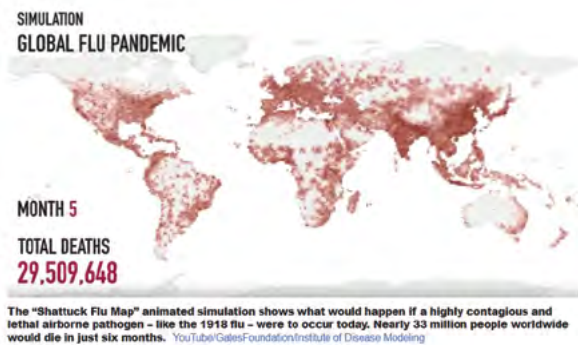 SIMULATION
GLOBAL FLU PANDEMIC
MONTH 5
TOTAL DEATHS
29,509,648
The "Shattuck Flu Map" animated simulation shows what would happen if a highly contagious and
lethal airborne pathogen – like the 1918 flu – were to occur today. Nearly 33 million people worldwide
would die in just six months. YouTube/GatesFoundation/Institute of Disease Modeling